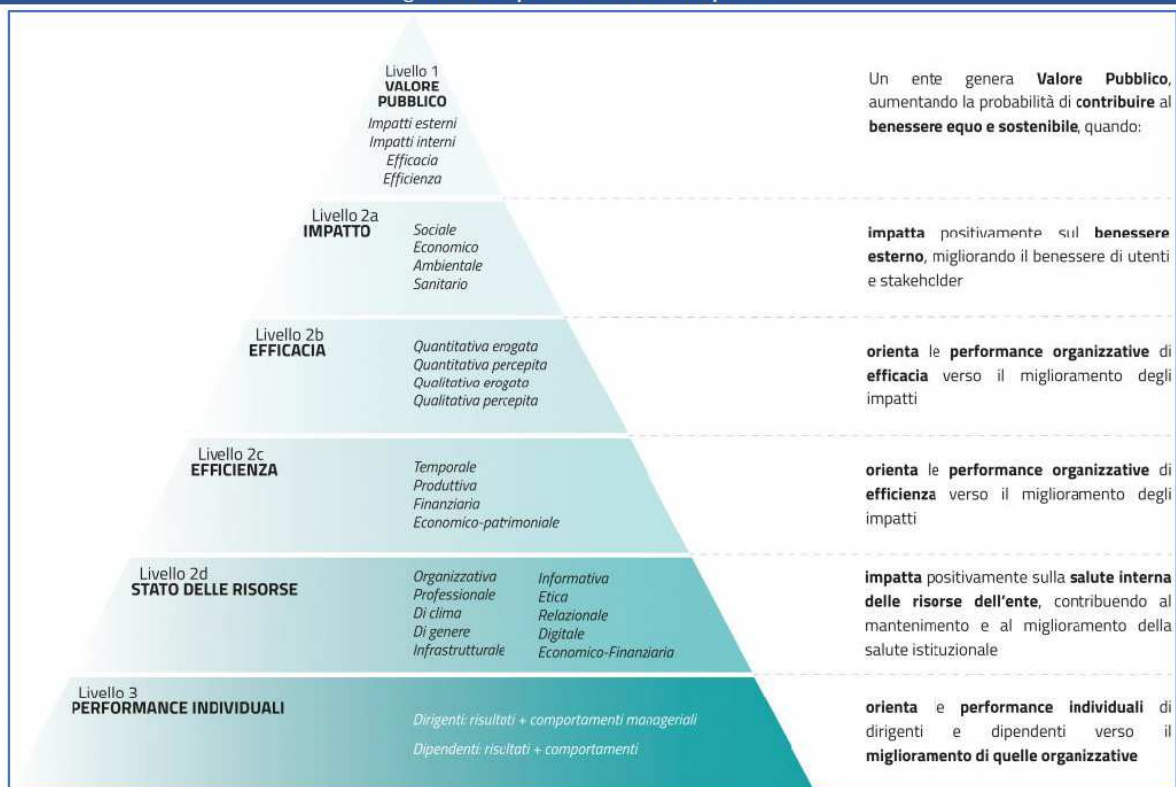 Livello 1
VALORE
PUBBLICO
Impatti esterni
Impatti interni
Efficacia
Efficienza
Un ente genera Valore Pubblico,
aumentando la probabilità di contribuire al
benessere equo e sostenibile, quando:
Livello 2a
IMPATTO
Sociale
Economico
Ambientale
Sanitario
impatta positivamente sul benessere
esterno, migliorando il benessere di utenti
e stakeholder
Livello 2b
EFFICACIA
Quantitativa erogata
Quantitativa percepita
Qualitativa erogata
Qualitativa percepita
orienta le performance organizzative di
efficacia verso il miglioramento degli
impatti
Livello 2c
EFFICIENZA
Temporale
Produttiva
Finanziaria
Economico-patrimoniale
orienta le performance organizzative di
efficienza verso il miglioramento degli
impatti
Livello 2d
STATO DELLE RISORSE
Organizzativa
Professionale
Di clima
Di genere
Infrastrutturale
Informativa
Etica
Relazionale
Digitale
Economico-Finanziaria
impatta positivamente sulla salute interna
delle risorse dell'ente, contribuendo al
mantenimento e al miglioramento della
salute istituzionale
Livello 3
PERFORMANCE INDIVIDUALI
Dirigenti: risultati + comportamenti manageriali
Dipendenti: risultati + comportamenti
orienta le performance individuali di
dirigenti e dipendenti verso il
miglioramento di quelle organizzative